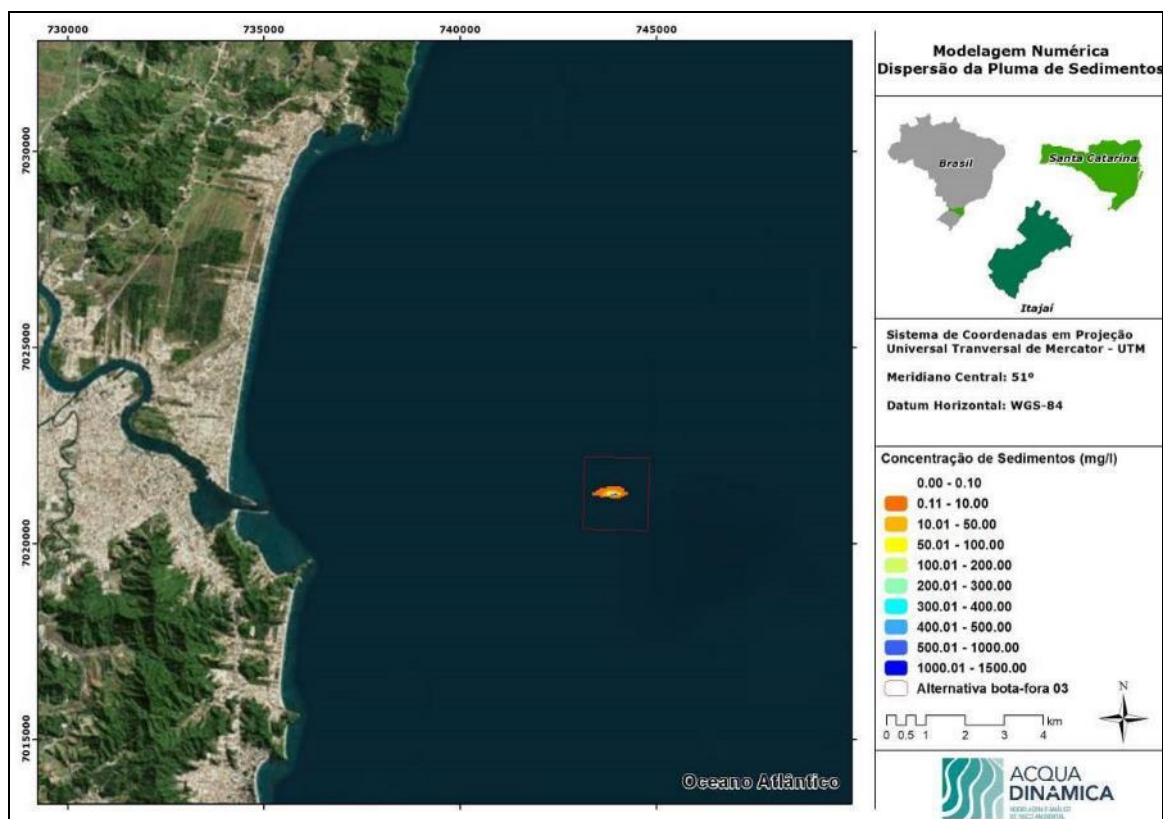 730000
735000
740000
745000
7030000
7025000
7020000
7015000
Oceano Atlântico
Modelagem Numérica
Dispersão da Pluma de Sedimentos
Brasil
Santa Catarina
Itajaí
Sistema de Coordenadas em Projeção
Universal Tranversal de Mercator - UTM
Meridiano Central: 51º
Datum Horizontal: WGS-84
Concentração de Sedimentos (mg/l)
0.00 - 0.10
0.11 - 10.00
10.01 - 50.00
50.01 - 100.00
100.01 - 200.00
200.01 - 300.00
300.01 - 400.00
400.01 - 500.00
500.01 - 1000.00
1000.01 - 1500.00
Alternativa bota-fora 03
N
0 0.5 1 2 3 4 km
ACQUA
DINÂMICA